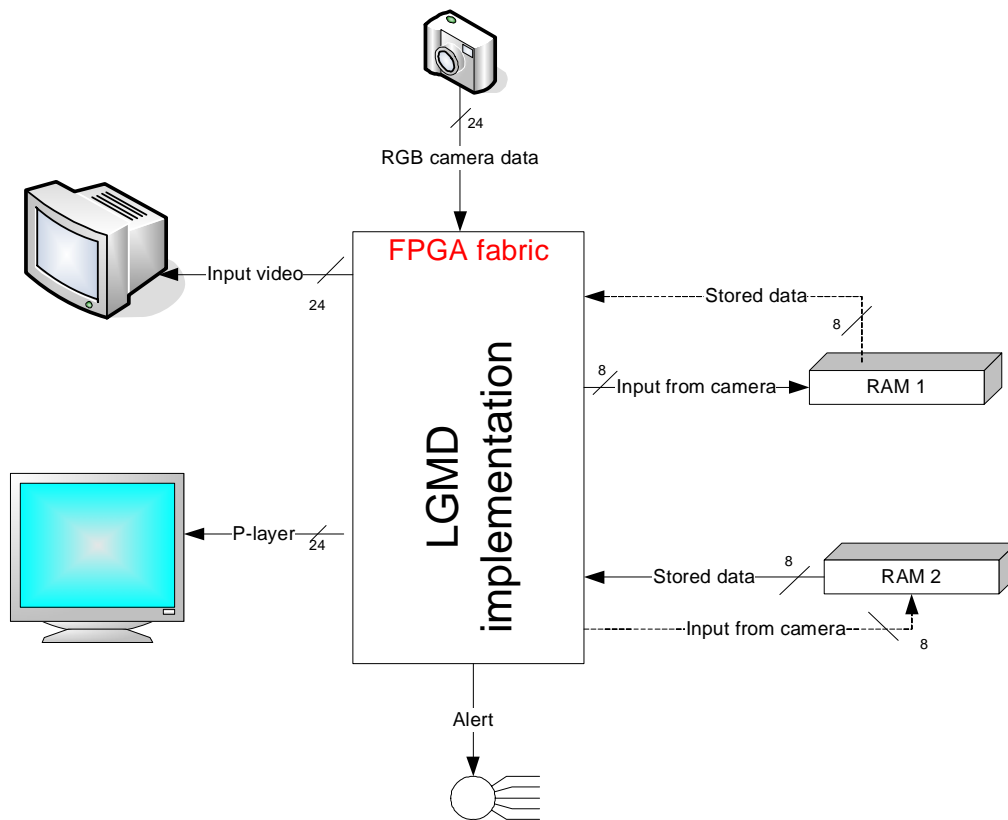 24
RGB camera data
FPGA fabric
Input video
24
Stored data
8
8
Input from camera
RAM 1
LGMD
implementation
P-layer
24
8
Stored data
RAM 2
Input from camera
8
Alert